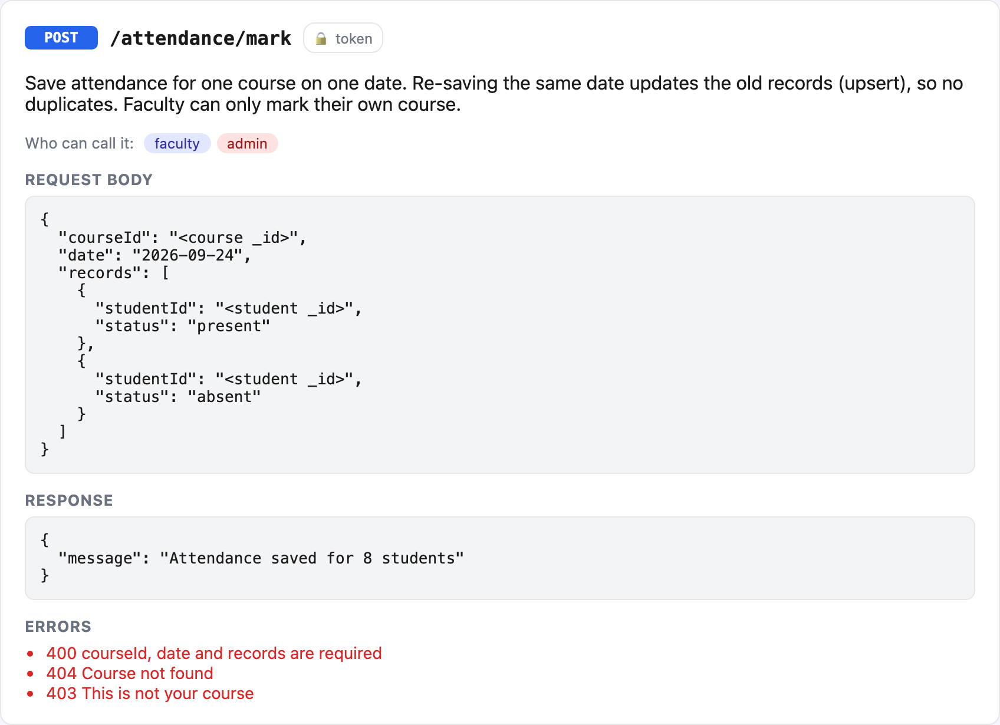 POST /attendance/mark 🔒 token
Save attendance for one course on one date. Re-saving the same date updates the old records (upsert), so no
duplicates. Faculty can only mark their own course.
Who can call it: faculty admin
REQUEST BODY
{
  "courseId": "<course _id>",
  "date": "2026-09-24",
  "records": [
    {
      "studentId": "<student _id>",
      "status": "present"
    },
    {
      "studentId": "<student _id>",
      "status": "absent"
    }
  ]
}
RESPONSE
{
  "message": "Attendance saved for 8 students"
}
ERRORS
• 400 courseId, date and records are required
• 404 Course not found
• 403 This is not your course